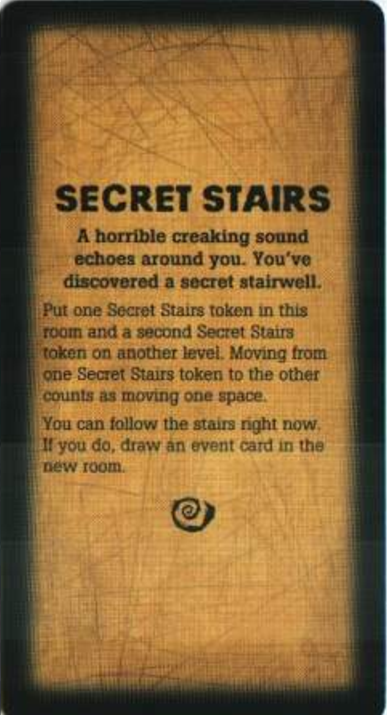 SECRET STAIRS
A horrible creaking sound
echoes around you. You've
discovered a secret stairwell.
Put one Secret Stairs token in this
room and a second Secret Stairs
token on another level. Moving from
one Secret Stairs token to the other
counts as moving one space.
You can follow the stairs right now.
If you do, draw an event card in the
new room.